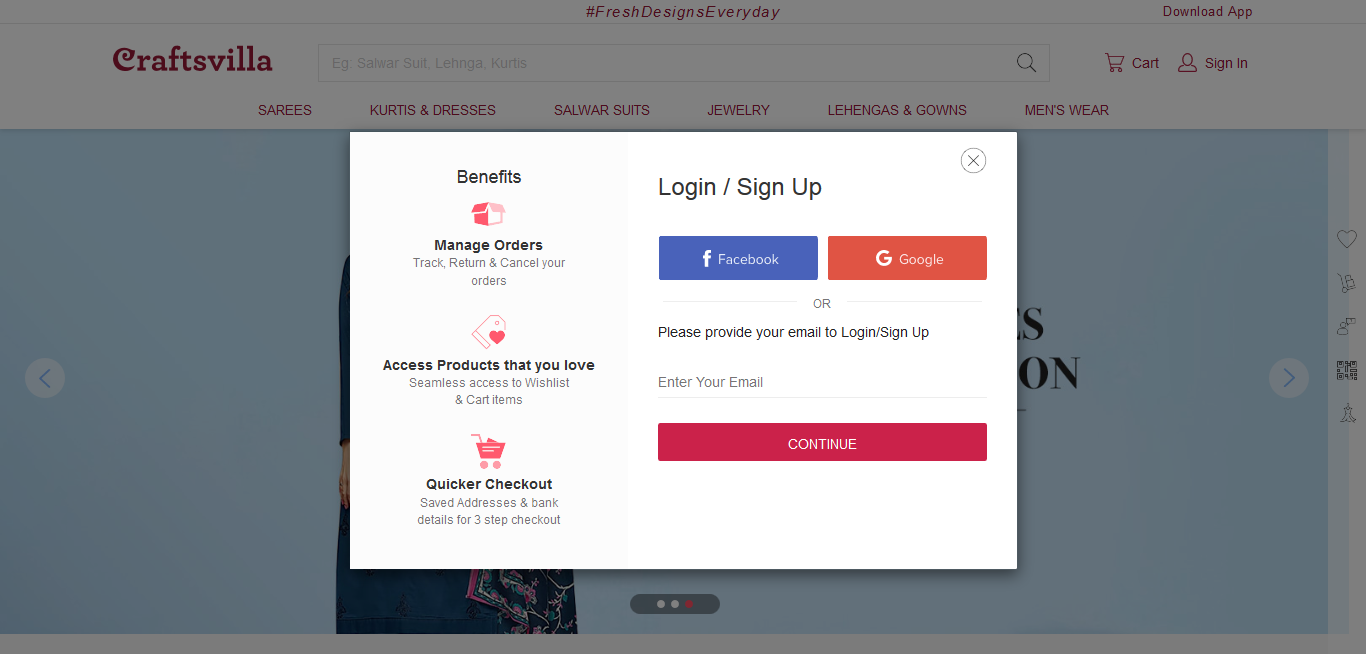 #FreshDesignsEveryday
Download App
Craftsvilla
Eg: Salwar Suit, Lehnga, Kurtis
Cart
Sign In
SAREES
KURTIS & DRESSES
SALWAR SUITS
JEWELRY
LEHENGAS & GOWNS
MEN'S WEAR
Benefits
Manage Orders
Track, Return & Cancel your
orders
Access Products that you love
Seamless access to Wishlist
& Cart items
Quicker Checkout
Saved Addresses & bank
details for 3 step checkout
Login / Sign Up
f Facebook
G Google
OR
Please provide your email to Login/Sign Up
Enter Your Email
CONTINUE
ES
ON